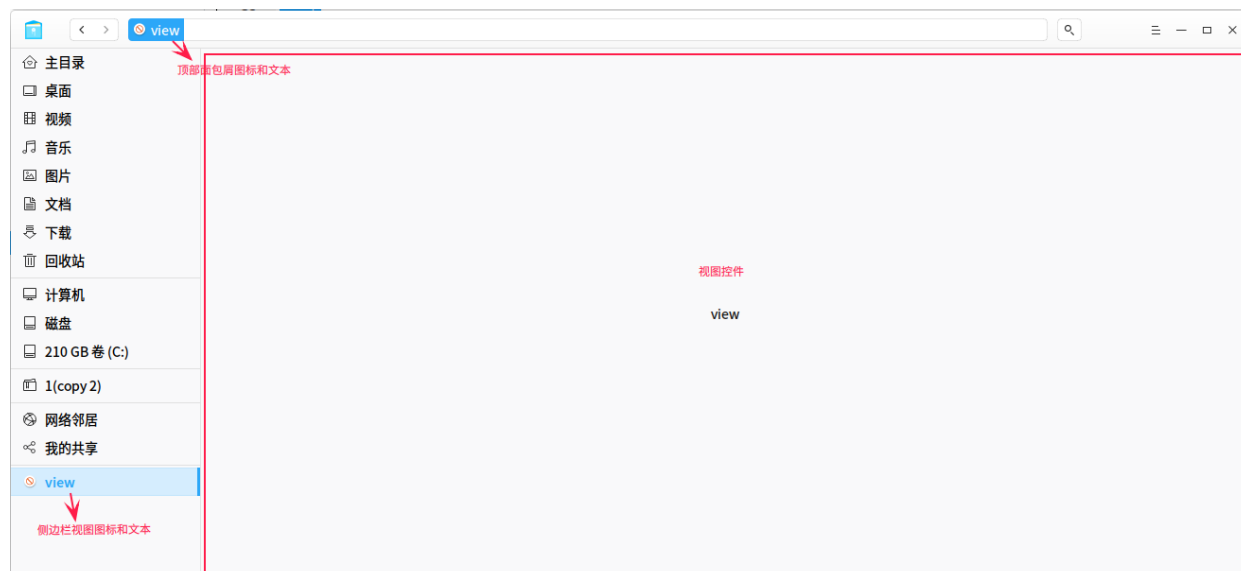 view
顶部面包屑图标和文本
主目录
桌面
视频
音乐
图片
文档
下载
回收站
计算机
磁盘
210 GB 卷 (C:)
1(copy 2)
网络邻居
我的共享
view
侧边栏视图图标和文本
视图控件
view